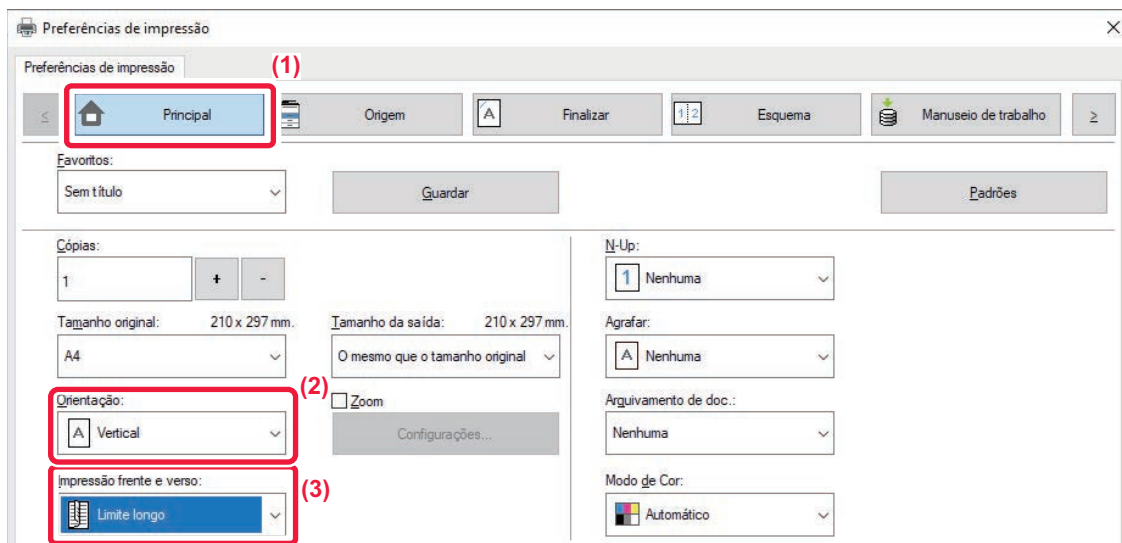 Preferências de impressão
Preferências de impressão
(1)
< Principal Origem Finalizar Esquema Manuseio de trabalho >
Favoritos:
Sem título Guardar Padrões
Cópias: N-Up:
1 + - 1 Nenhuma
Tamanho original: 210 x 297 mm. Tamanho da saída: 210 x 297 mm. Agrafar:
A4 O mesmo que o tamanho original Nenhuma
(2)
Orientação: Zoom Arquivamento de doc.:
Vertical Configurações... Nenhuma
Impressão frente e verso: (3) Modo de Cor:
Limite longo Automático